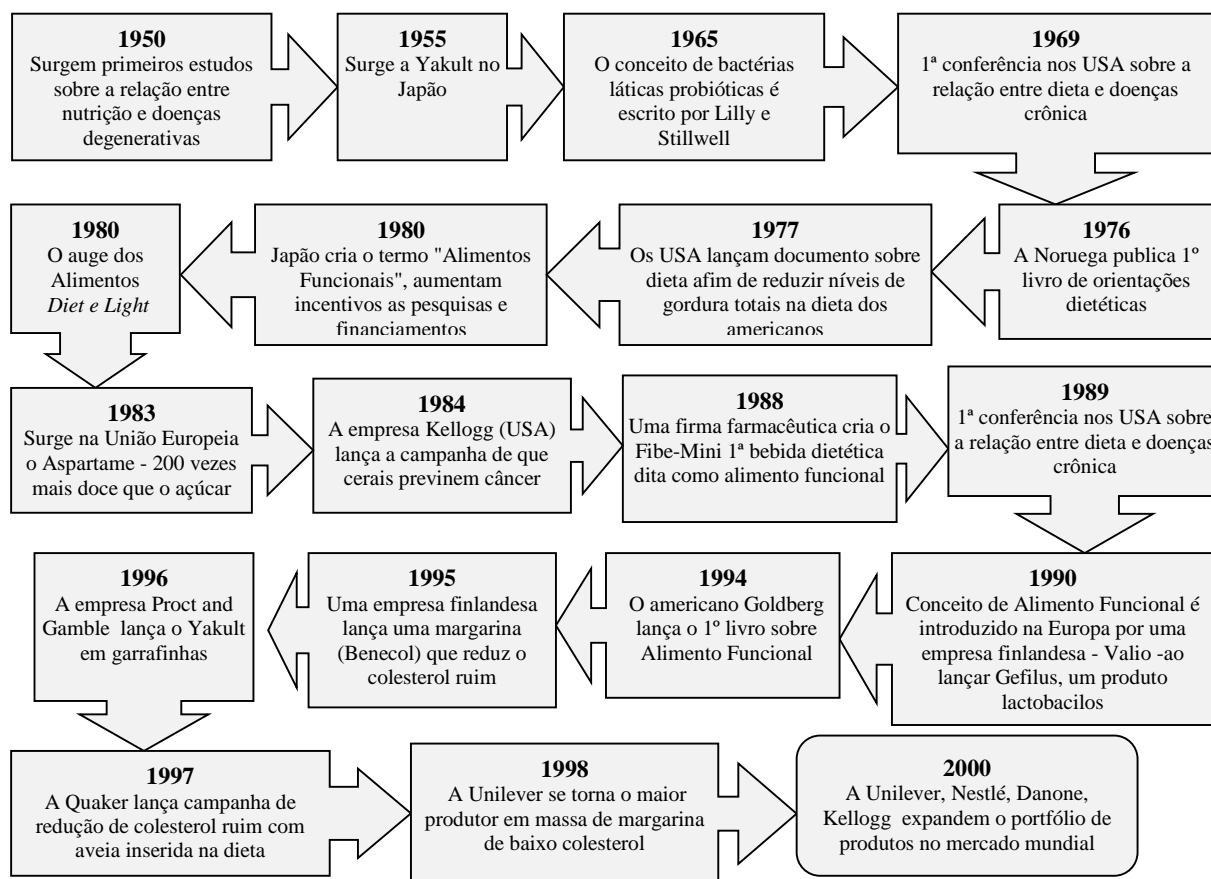 1950
Surgem primeiros estudos
sobre a relação entre
nutrição e doenças
degenerativas
1955
Surge a Yakult no
Japão
1965
O conceito de bactérias
láticas probióticas é
escrito por Lilly e
Stillwell
1969
1ª conferência nos USA sobre a
relação entre dieta e doenças
crônica
1976
A Noruega publica 1º
livro de orientações
dietéticas
1977
Os USA lançam documento sobre
dieta afim de reduzir níveis de
gordura totais na dieta dos
americanos
1980
Japão cria o termo "Alimentos
Funcionais", aumentam
incentivos as pesquisas e
financiamentos
1980
O auge dos
Alimentos
Diet e Light
1983
Surge na União Europeia
o Aspartame - 200 vezes
mais doce que o açúcar
1984
A empresa Kellogg (USA)
lança a campanha de que
cerais previnem câncer
1988
Uma firma farmacêutica cria o
Fibe-Mini 1ª bebida dietética
dita como alimento funcional
1989
1ª conferência nos USA sobre
a relação entre dieta e doenças
crônica
1990
Conceito de Alimento Funcional é
introduzido na Europa por uma
empresa finlandesa - Valio -ao
lançar Gefilus, um produto
lactobacilos
1994
O americano Goldberg
lança o 1º livro sobre
Alimento Funcional
1995
Uma empresa finlandesa
lança uma margarina
(Benecol) que reduz o
colesterol ruim
1996
A empresa Proct and
Gamble lança o Yakult
em garrafinhas
1997
A Quaker lança campanha de
redução de colesterol ruim com
aveia inserida na dieta
1998
A Unilever se torna o maior
produtor em massa de margarina
de baixo colesterol
2000
A Unilever, Nestlé, Danone,
Kellogg expandem o portfólio de
produtos no mercado mundial